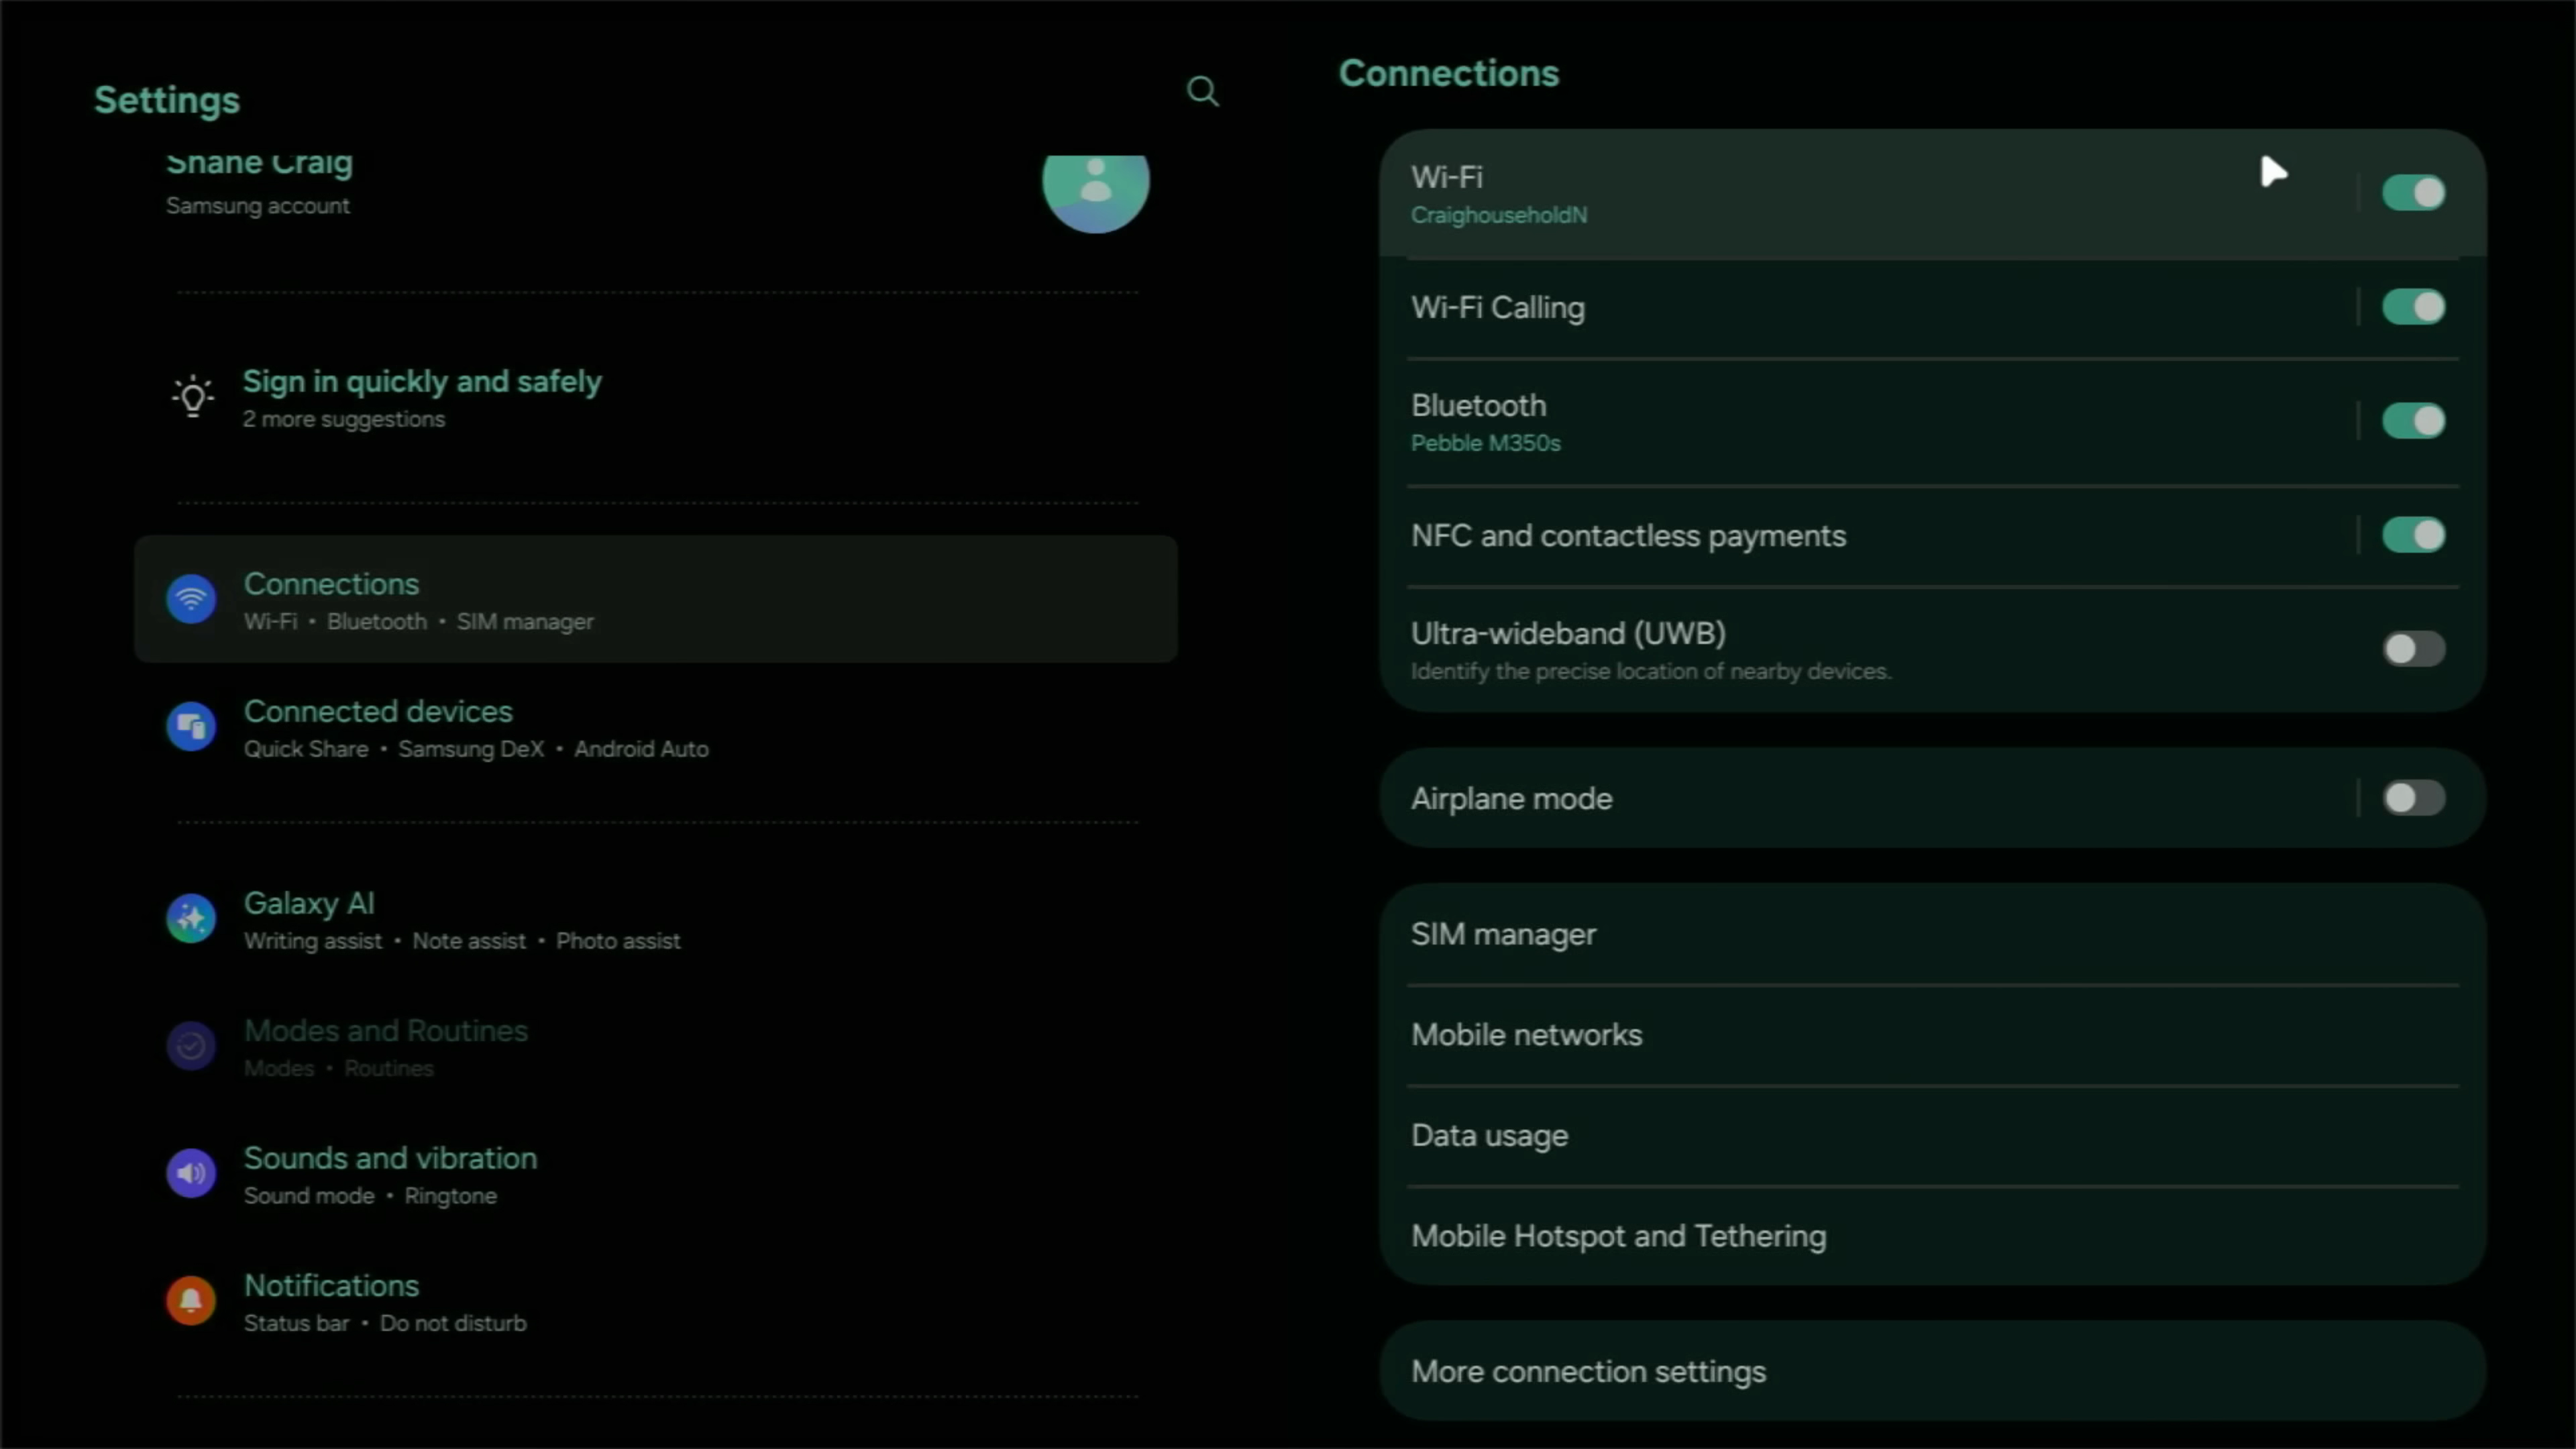 Settings
Shane Craig
Samsung account
Sign in quickly and safely
2 more suggestions
Connections
Wi-Fi • Bluetooth • SIM manager
Connected devices
Quick Share • Samsung DeX • Android Auto
Galaxy AI
Writing assist • Note assist • Photo assist
Modes and Routines
Modes • Routines
Sounds and vibration
Sound mode • Ringtone
Notifications
Status bar • Do not disturb
Connections
Wi-Fi
CraighouseholdN
Wi-Fi Calling
Bluetooth
Pebble M350s
NFC and contactless payments
Ultra-wideband (UWB)
Identify the precise location of nearby devices.
Airplane mode
SIM manager
Mobile networks
Data usage
Mobile Hotspot and Tethering
More connection settings